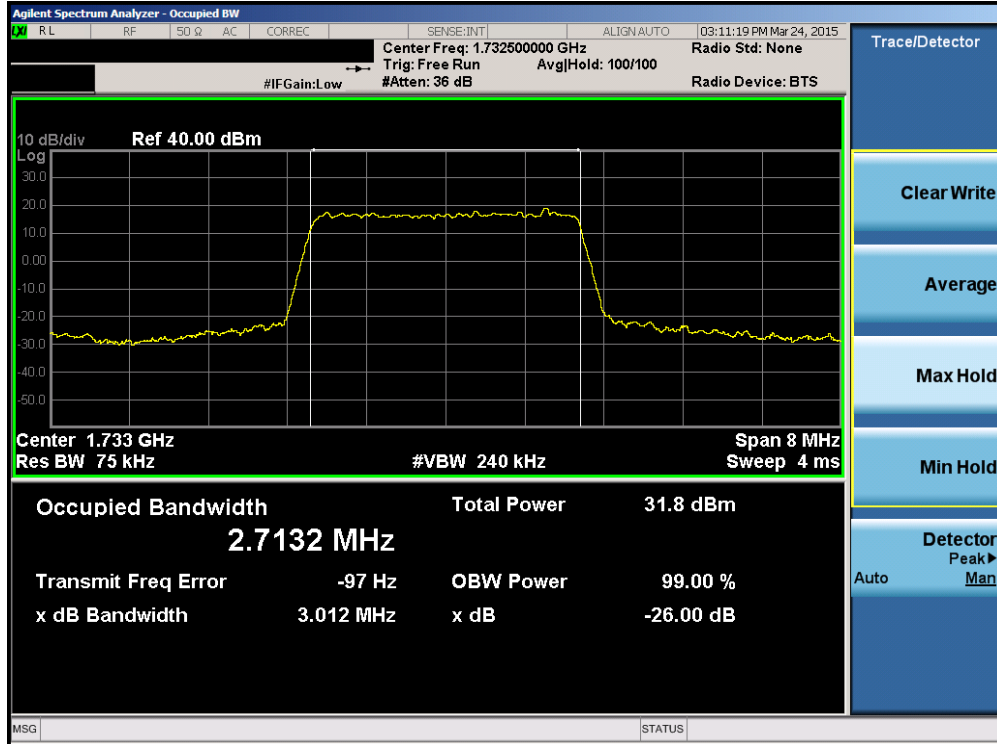 Agilent Spectrum Analyzer - Occupied BW
LXI RL RF 50 Ω AC CORREC SENSE:INT ALIGN AUTO 03:11:19 PM Mar 24, 2015
Center Freq: 1.732500000 GHz Radio Std: None
Trig: Free Run Avg|Hold: 100/100
#IFGain:Low #Atten: 36 dB Radio Device: BTS
10 dB/div Ref 40.00 dBm
Log
30.0
20.0
10.0
0.00
-10.0
-20.0
-30.0
-40.0
-50.0
Center 1.733 GHz Span 8 MHz
Res BW 75 kHz #VBW 240 kHz Sweep 4 ms
Occupied Bandwidth Total Power 31.8 dBm
2.7132 MHz
Transmit Freq Error -97 Hz OBW Power 99.00 %
x dB Bandwidth 3.012 MHz x dB -26.00 dB
MSG STATUS
Trace/Detector
Clear Write
Average
Max Hold
Min Hold
Detector
Peak▶
Auto Man